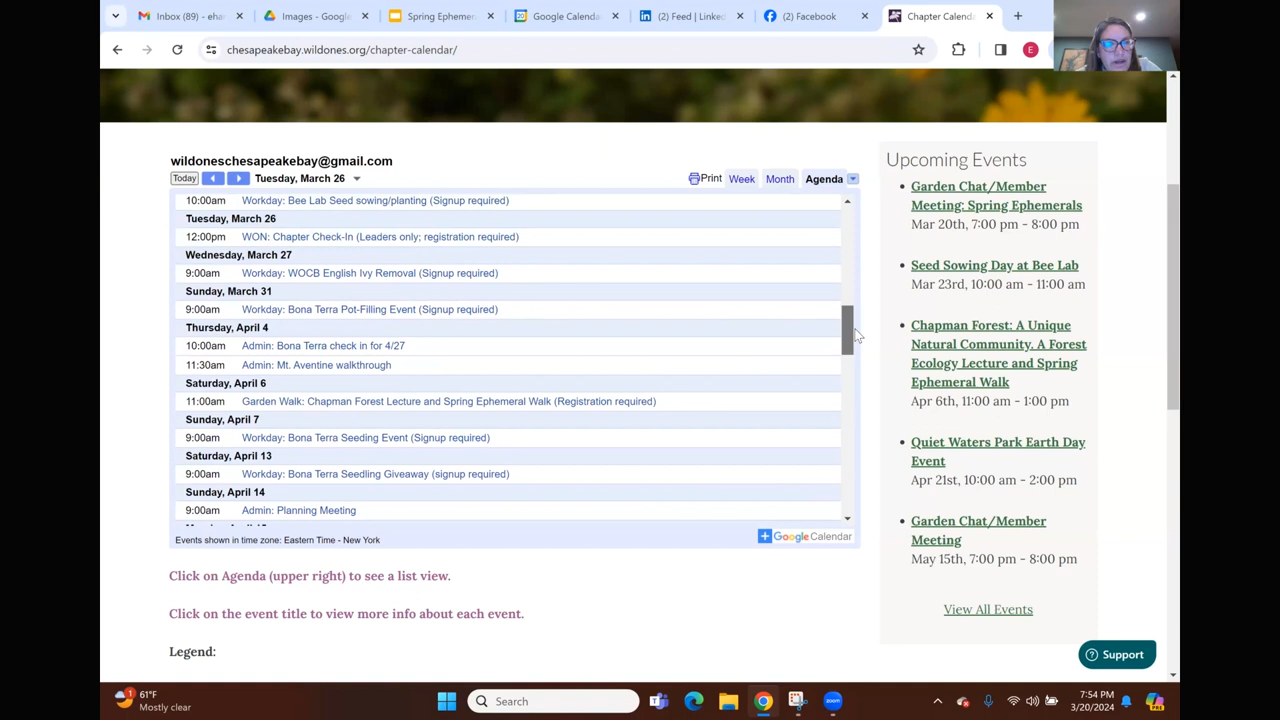 Inbox (89) - ehar
Images - Google
Spring Ephemer
Google Calenda
(2) Feed | Linke
(2) Facebook
Chapter Calend
chesapeakebay.wildones.org/chapter-calendar/
E
wildoneschesapeakebay@gmail.com
Today
Tuesday, March 26
Print
Week
Month
Agenda
10:00am Workday: Bee Lab Seed sowing/planting (Signup required)
Tuesday, March 26
12:00pm WON: Chapter Check-In (Leaders only; registration required)
Wednesday, March 27
9:00am Workday: WOCB English Ivy Removal (Signup required)
Sunday, March 31
9:00am Workday: Bona Terra Pot-Filling Event (Signup required)
Thursday, April 4
10:00am Admin: Bona Terra check in for 4/27
11:30am Admin: Mt. Aventine walkthrough
Saturday, April 6
11:00am Garden Walk: Chapman Forest Lecture and Spring Ephemeral Walk (Registration required)
Sunday, April 7
9:00am Workday: Bona Terra Seeding Event (Signup required)
Saturday, April 13
9:00am Workday: Bona Terra Seedling Giveaway (signup required)
Sunday, April 14
9:00am Admin: Planning Meeting
Events shown in time zone: Eastern Time - New York
Google Calendar
Click on Agenda (upper right) to see a list view.
Click on the event title to view more info about each event.
Legend:
Upcoming Events
Garden Chat/Member
Meeting: Spring Ephemerals
Mar 20th, 7:00 pm - 8:00 pm
Seed Sowing Day at Bee Lab
Mar 23rd, 10:00 am - 11:00 am
Chapman Forest: A Unique
Natural Community. A Forest
Ecology Lecture and Spring
Ephemeral Walk
Apr 6th, 11:00 am - 1:00 pm
Quiet Waters Park Earth Day
Event
Apr 21st, 10:00 am - 2:00 pm
Garden Chat/Member
Meeting
May 15th, 7:00 pm - 8:00 pm
View All Events
Support
1
61°F
Mostly clear
Search
zoom
7:54 PM
3/20/2024
PRE